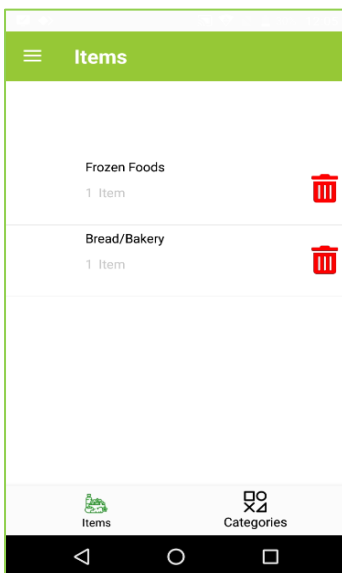 Items
Frozen Foods
1 Item
Bread/Bakery
1 Item
Items
Categories